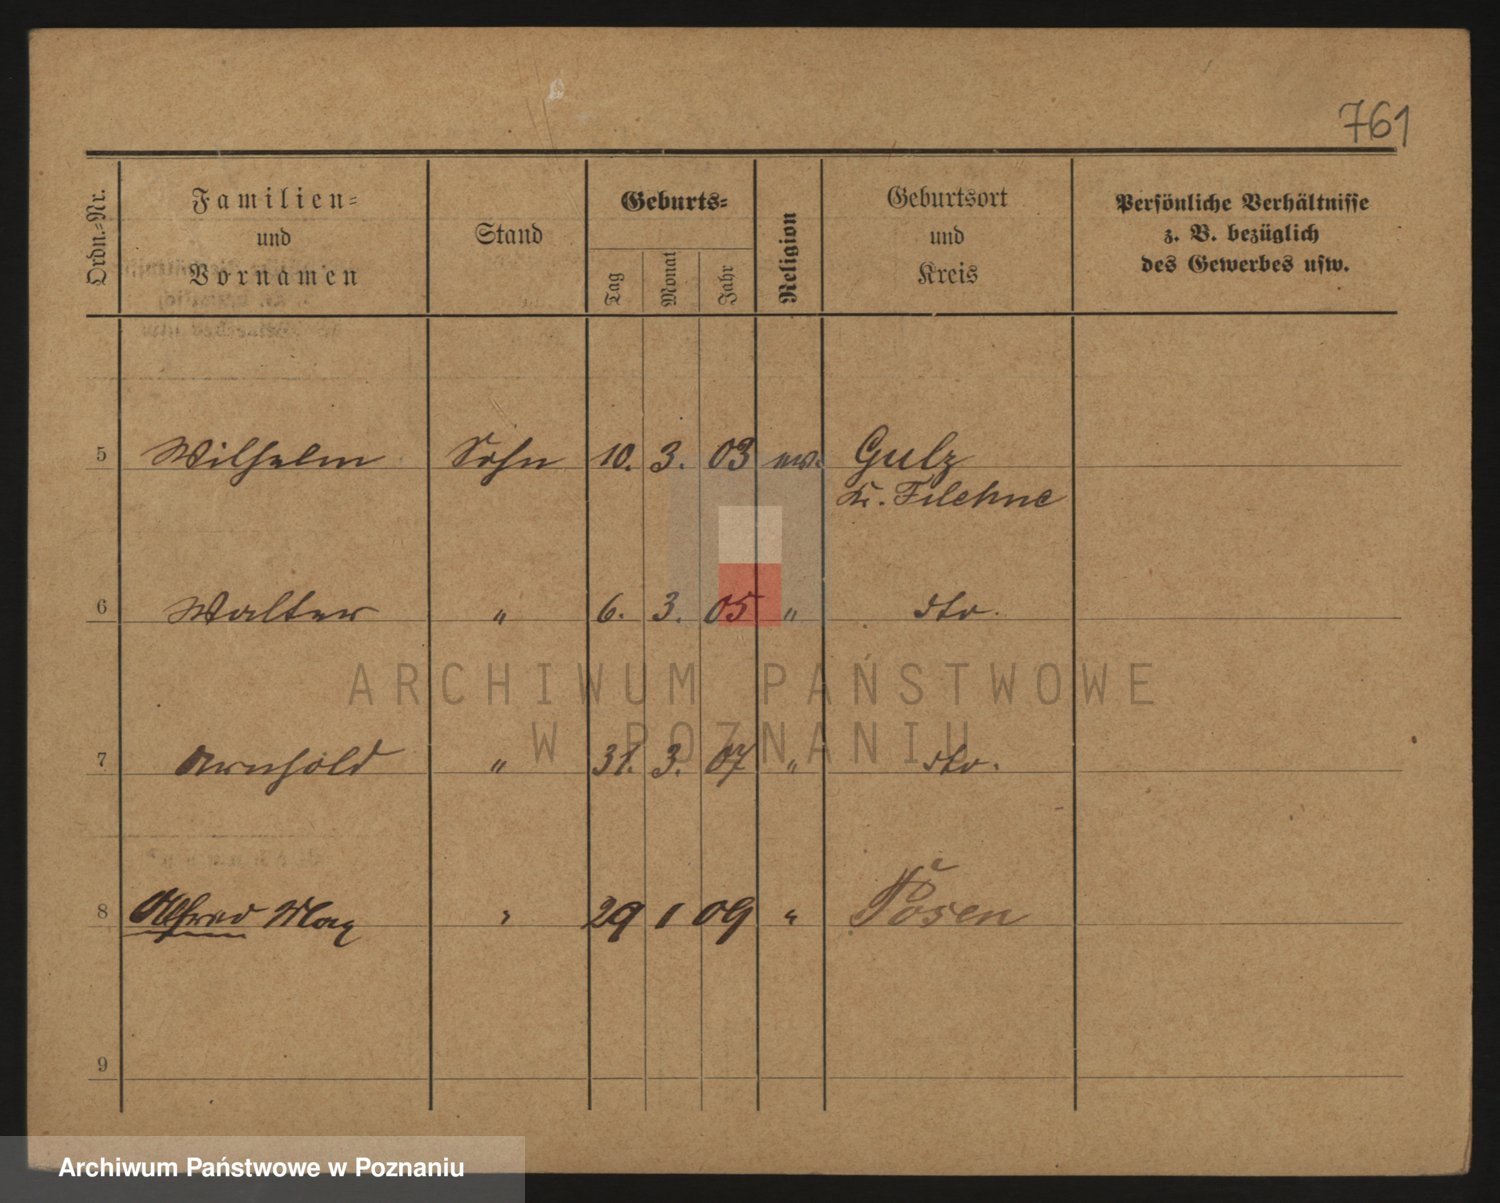 761
Ordn.-Nr.
Familien-
und
Vornamen
Stand
Geburts-
Tag
Monat
Jahr
Religion
Geburtsort
und
Kreis
Persönliche Verhältnisse
z. B. bezüglich
des Gewerbes usw.
5 Wilhelm Sohn 10. 3. 03 ev. Gulz
Kr. Filehne
6 Walter " 6. 3. 05 " dto.
ARCHIWUM PAŃSTWOWE
W POZNANIU
7 Arnhold " 31. 3. 07 " dto.
8 Alfred Max " 29 1 09 " Posen
9
Archiwum Państwowe w Poznaniu